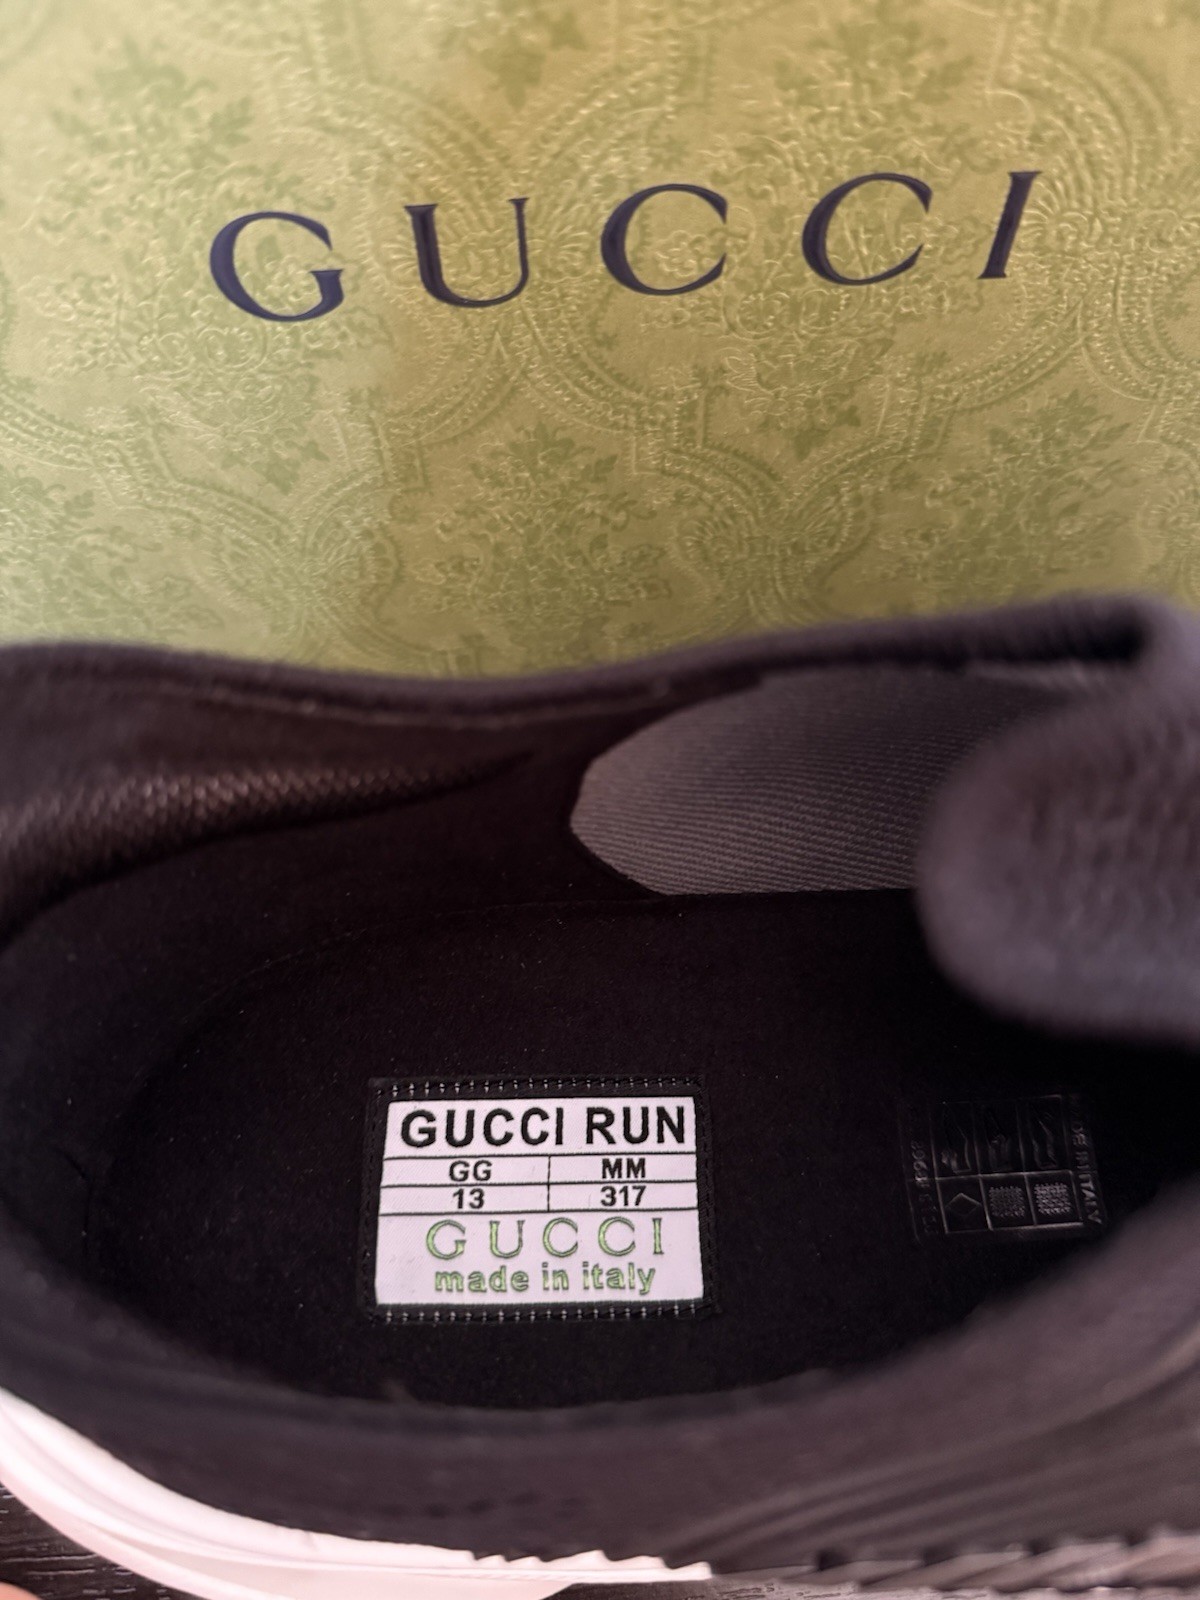 GUCCI
GUCCI RUN
GG MM
13 317
GUCCI
made in italy